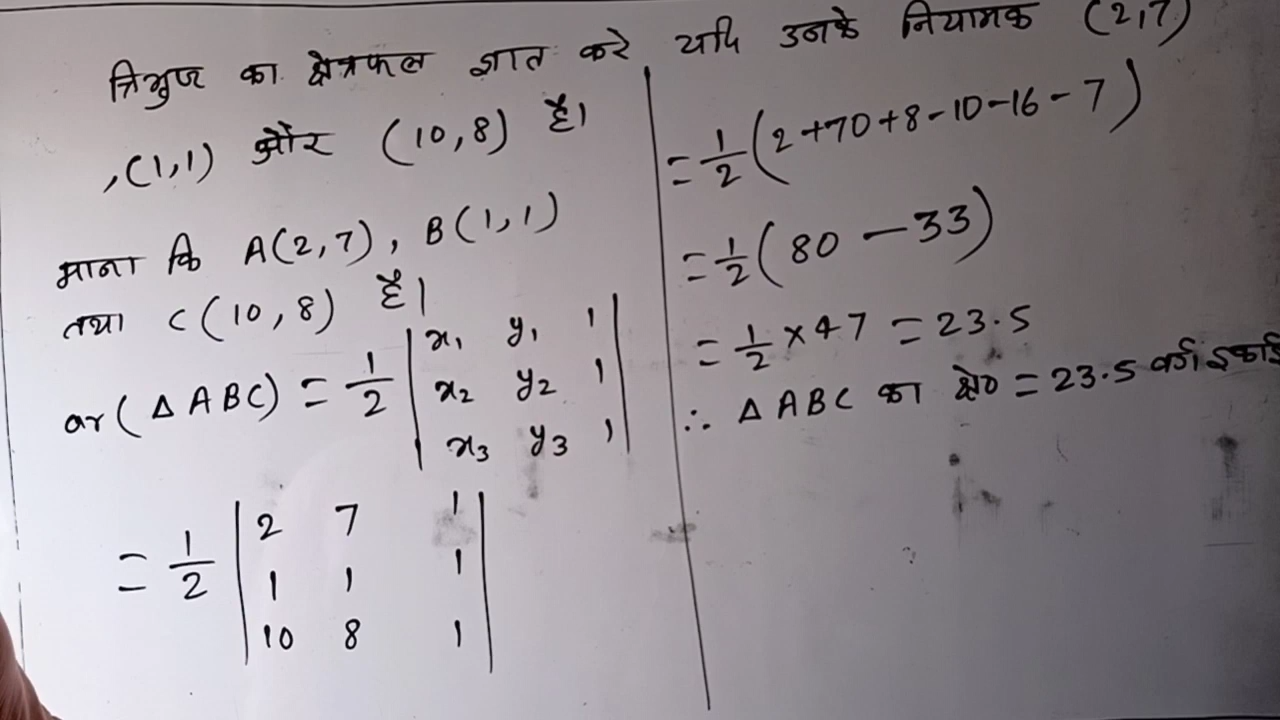 त्रिभुज का क्षेत्रफल ज्ञात करे यदि उनके नियामक (2,7)
,(1,1) और (10,8) है।
माना कि A(2,7), B(1,1)
तथा C(10,8) है।
ar(ΔABC) = 1/2 | x₁ y₁ 1 |
| x₂ y₂ 1 |
| x₃ y₃ 1 |
= 1/2 | 2 7 1 |
| 1 1 1 |
| 10 8 1 |
= 1/2 (2+70+8-10-16-7)
= 1/2 (80-33)
= 1/2 × 47 = 23.5
∴ ΔABC का क्षे० = 23.5 वर्ग इकाई